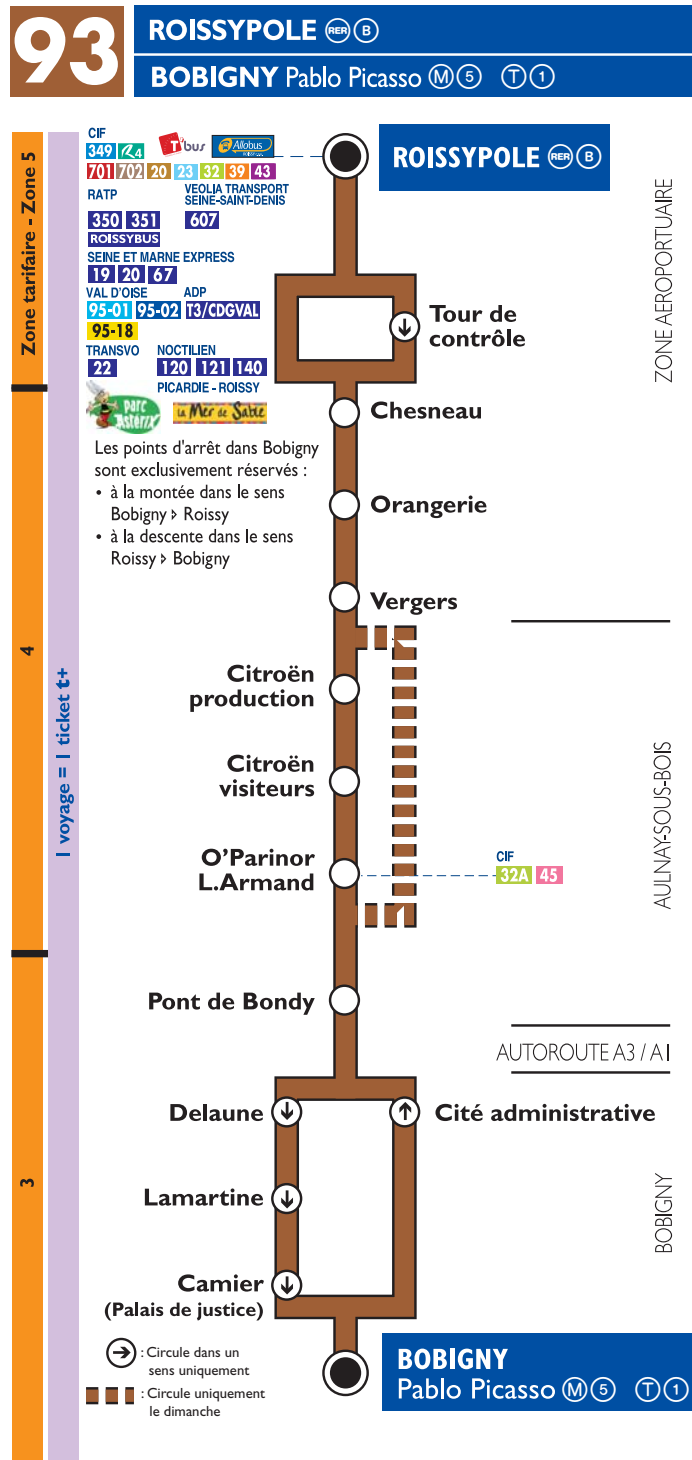 93
ROISSYPOLE RER B
BOBIGNY Pablo Picasso M 5 T 1
Zone tarifaire - Zone 5
4
3
1 voyage = 1 ticket t+
CIF
349 R4 T'bus Allobus
701 702 20 23 32 39 43
RATP
350 351
ROISSYBUS
VEOLIA TRANSPORT
SEINE-SAINT-DENIS
607
SEINE ET MARNE EXPRESS
19 20 67
VAL D'OISE
95-01 95-02
95-18
ADP
T3/CDGVAL
TRANSVO
22
NOCTILIEN
120 121 140
PICARDIE - ROISSY
Parc
Astérix
La Mer de Sable
Les points d'arrêt dans Bobigny
sont exclusivement réservés :
• à la montée dans le sens
Bobigny > Roissy
• à la descente dans le sens
Roissy > Bobigny
ROISSYPOLE RER B
ZONE AEROPORTUAIRE
Tour de
contrôle
Chesneau
Orangerie
Vergers
Citroën
production
Citroën
visiteurs
AULNAY-SOUS-BOIS
O'Parinor
L.Armand
CIF
32A 45
Pont de Bondy
AUTOROUTE A3 / A1
Delaune
Cité administrative
Lamartine
BOBIGNY
Camier
(Palais de justice)
: Circule dans un
sens uniquement
: Circule uniquement
le dimanche
BOBIGNY
Pablo Picasso M 5 T 1